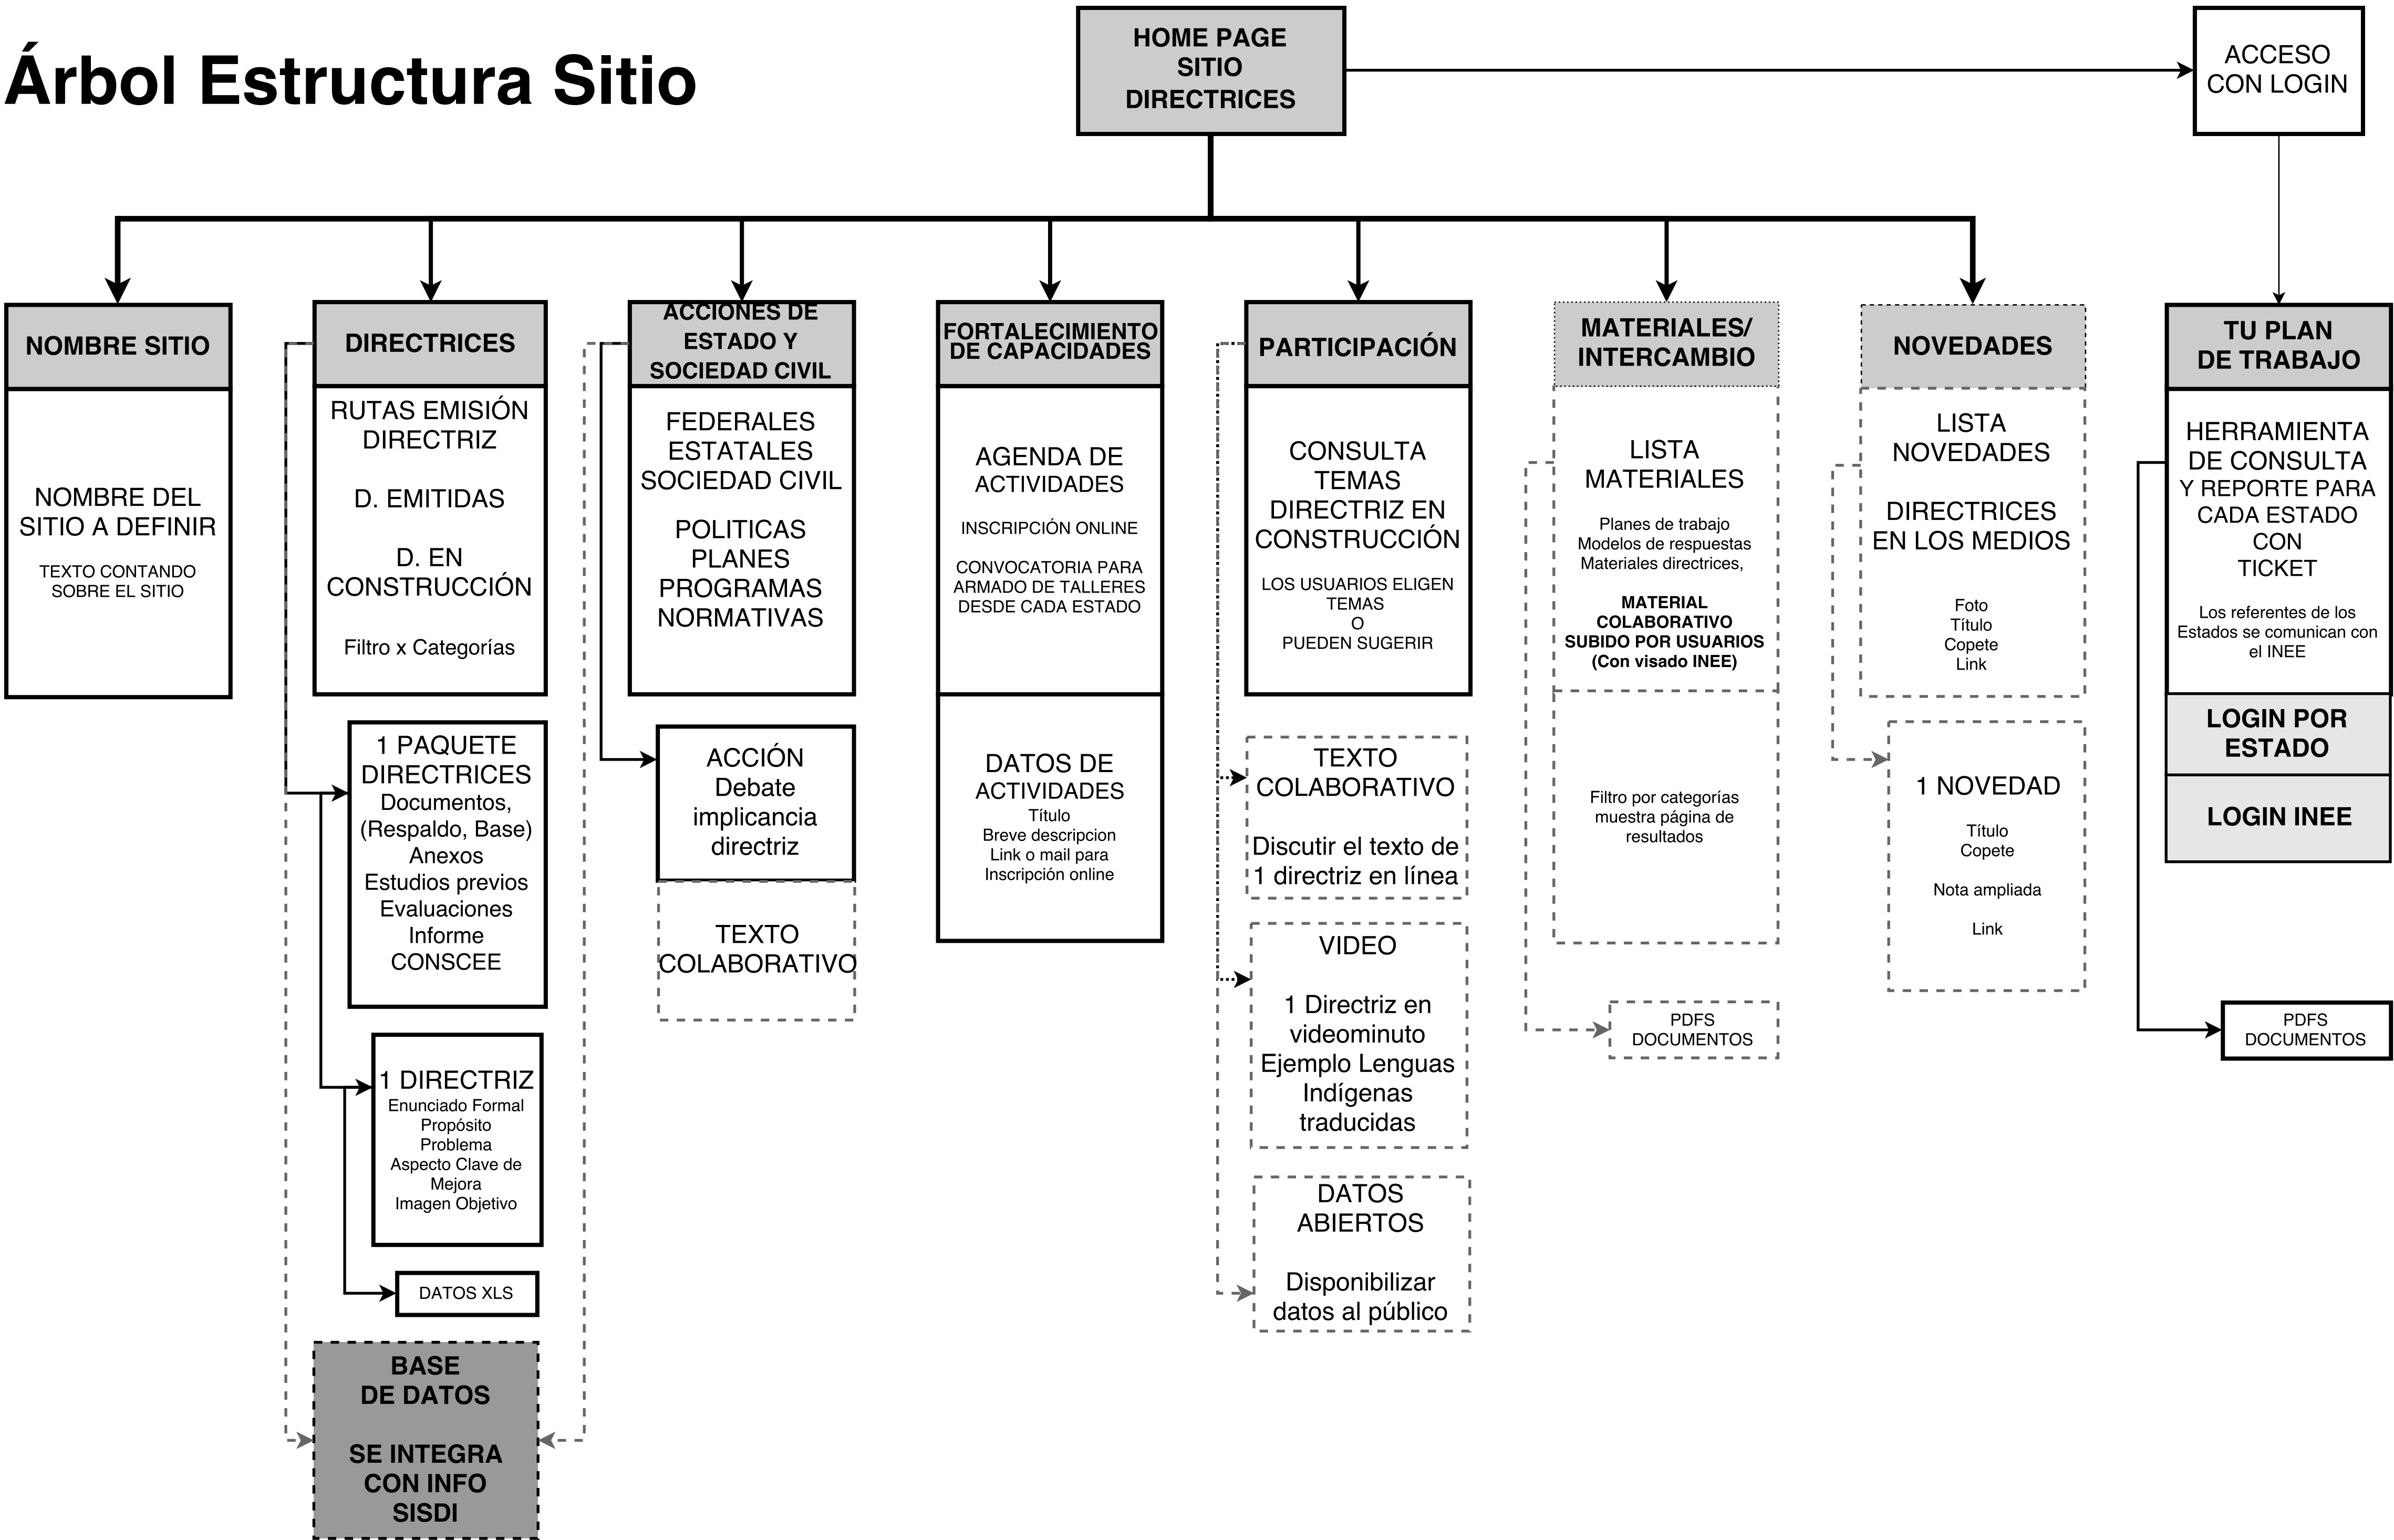 Árbol Estructura Sitio
HOME PAGE
SITIO
DIRECTRICES
ACCESO
CON LOGIN
NOMBRE SITIO
NOMBRE DEL
SITIO A DEFINIR
TEXTO CONTANDO
SOBRE EL SITIO
DIRECTRICES
RUTAS EMISIÓN
DIRECTRIZ
D. EMITIDAS
D. EN
CONSTRUCCIÓN
Filtro x Categorías
1 PAQUETE
DIRECTRICES
Documentos,
(Respaldo, Base)
Anexos
Estudios previos
Evaluaciones
Informe
CONSCEE
1 DIRECTRIZ
Enunciado Formal
Propósito
Problema
Aspecto Clave de
Mejora
Imagen Objetivo
DATOS XLS
BASE
DE DATOS
SE INTEGRA
CON INFO
SISDI
ACCIONES DE
ESTADO Y
SOCIEDAD CIVIL
FEDERALES
ESTATALES
SOCIEDAD CIVIL
POLITICAS
PLANES
PROGRAMAS
NORMATIVAS
ACCIÓN
Debate
implicancia
directriz
TEXTO
COLABORATIVO
FORTALECIMIENTO
DE CAPACIDADES
AGENDA DE
ACTIVIDADES
INSCRIPCIÓN ONLINE
CONVOCATORIA PARA
ARMADO DE TALLERES
DESDE CADA ESTADO
DATOS DE
ACTIVIDADES
Título
Breve descripcion
Link o mail para
Inscripción online
PARTICIPACIÓN
CONSULTA
TEMAS
DIRECTRIZ EN
CONSTRUCCIÓN
LOS USUARIOS ELIGEN
TEMAS
O
PUEDEN SUGERIR
TEXTO
COLABORATIVO
Discutir el texto de
1 directriz en línea
VIDEO
1 Directriz en
videominuto
Ejemplo Lenguas
Indígenas
traducidas
DATOS
ABIERTOS
Disponibilizar
datos al público
MATERIALES/
INTERCAMBIO
LISTA
MATERIALES
Planes de trabajo
Modelos de respuestas
Materiales directrices,
MATERIAL
COLABORATIVO
SUBIDO POR USUARIOS
(Con visado INEE)
Filtro por categorías
muestra página de
resultados
PDFS
DOCUMENTOS
NOVEDADES
LISTA
NOVEDADES
DIRECTRICES
EN LOS MEDIOS
Foto
Título
Copete
Link
1 NOVEDAD
Título
Copete
Nota ampliada
Link
TU PLAN
DE TRABAJO
HERRAMIENTA
DE CONSULTA
Y REPORTE PARA
CADA ESTADO
CON
TICKET
Los referentes de los
Estados se comunican con
el INEE
LOGIN POR
ESTADO
LOGIN INEE
PDFS
DOCUMENTOS